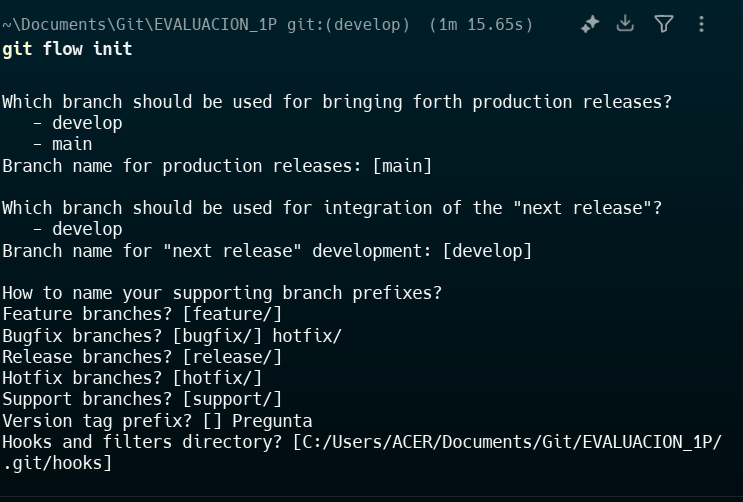 ~\Documents\Git\EVALUACION_1P git:(develop) (1m 15.65s)
git flow init
Which branch should be used for bringing forth production releases?
- develop
- main
Branch name for production releases: [main]
Which branch should be used for integration of the "next release"?
- develop
Branch name for "next release" development: [develop]
How to name your supporting branch prefixes?
Feature branches? [feature/]
Bugfix branches? [bugfix/] hotfix/
Release branches? [release/]
Hotfix branches? [hotfix/]
Support branches? [support/]
Version tag prefix? [] Pregunta
Hooks and filters directory? [C:/Users/ACER/Documents/Git/EVALUACION_1P/
.git/hooks]